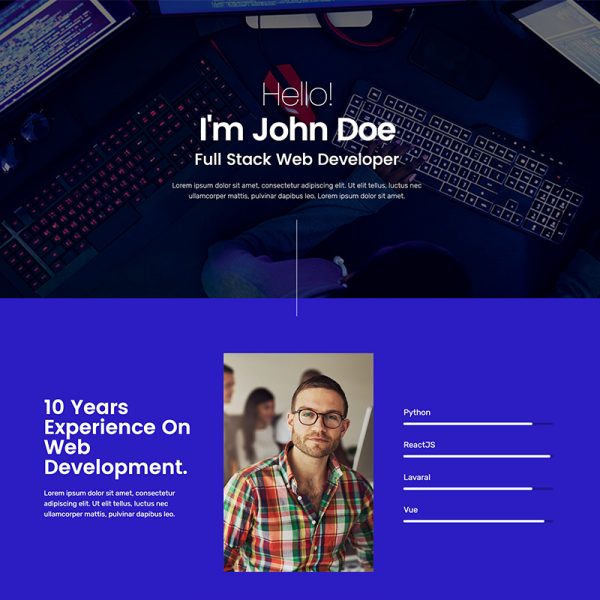 Hello!
I'm John Doe
Full Stack Web Developer
Lorem ipsum dolor sit amet, consectetur adipiscing elit. Ut elit tellus, luctus nec
ullamcorper mattis, pulvinar dapibus leo. Lorem ipsum dolor sit amet.
10 Years
Experience On
Web
Development.
Lorem ipsum dolor sit amet, consectetur
adipiscing elit. Ut elit tellus, luctus nec
ullamcorper mattis, pulvinar dapibus leo.
Python
ReactJS
Lavaral
Vue